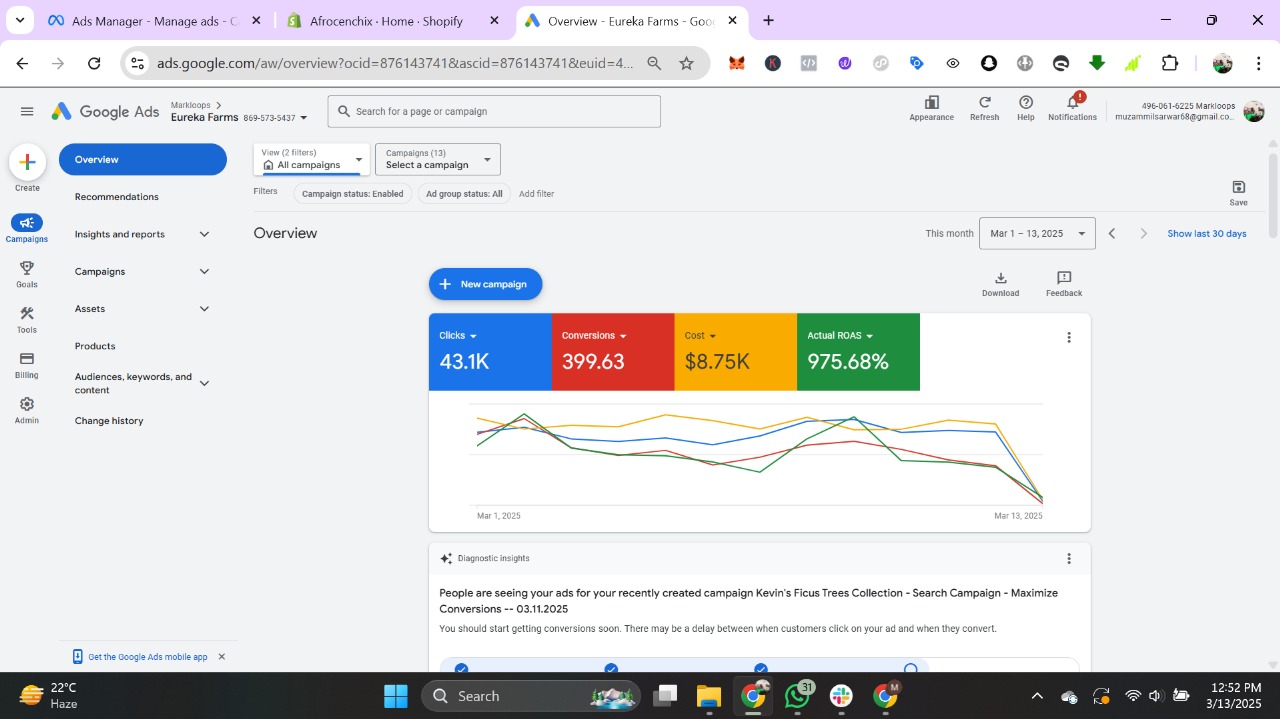 Ads Manager - Manage ads - C
Afrocenchix · Home · Shopify
Overview - Eureka Farms - Goo
ads.google.com/aw/overview?ocid=876143741&ascid=876143741&euid=4...
Google Ads
Markloops
Eureka Farms 869-573-5437
Search for a page or campaign
Appearance
Refresh
Help
Notifications
496-061-6225 Markloops
muzammilsarwar68@gmail.co...
Create
Campaigns
Goals
Tools
Billing
Admin
Overview
Recommendations
Insights and reports
Campaigns
Assets
Products
Audiences, keywords, and
content
Change history
Get the Google Ads mobile app
View (2 filters)
All campaigns
Campaigns (13)
Select a campaign
Filters
Campaign status: Enabled
Ad group status: All
Add filter
Save
Overview
This month
Mar 1 – 13, 2025
Show last 30 days
New campaign
Download
Feedback
Clicks
43.1K
Conversions
399.63
Cost
$8.75K
Actual ROAS
975.68%
Mar 1, 2025
Mar 13, 2025
Diagnostic insights
People are seeing your ads for your recently created campaign Kevin's Ficus Trees Collection - Search Campaign - Maximize
Conversions -- 03.11.2025
You should start getting conversions soon. There may be a delay between when customers click on your ad and when they convert.
22°C
Haze
Search
31
M
12:52 PM
3/13/2025